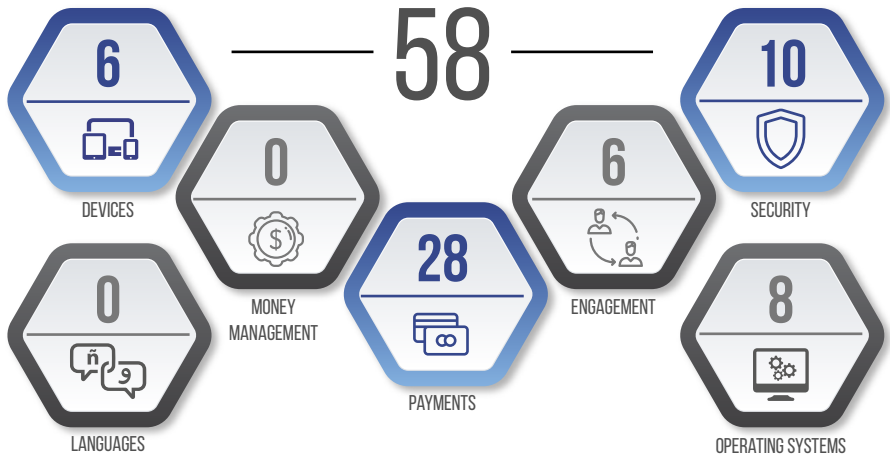 58
6
DEVICES
0
MONEY
MANAGEMENT
28
PAYMENTS
6
ENGAGEMENT
10
SECURITY
0
ñ
و
LANGUAGES
$
8
OPERATING SYSTEMS